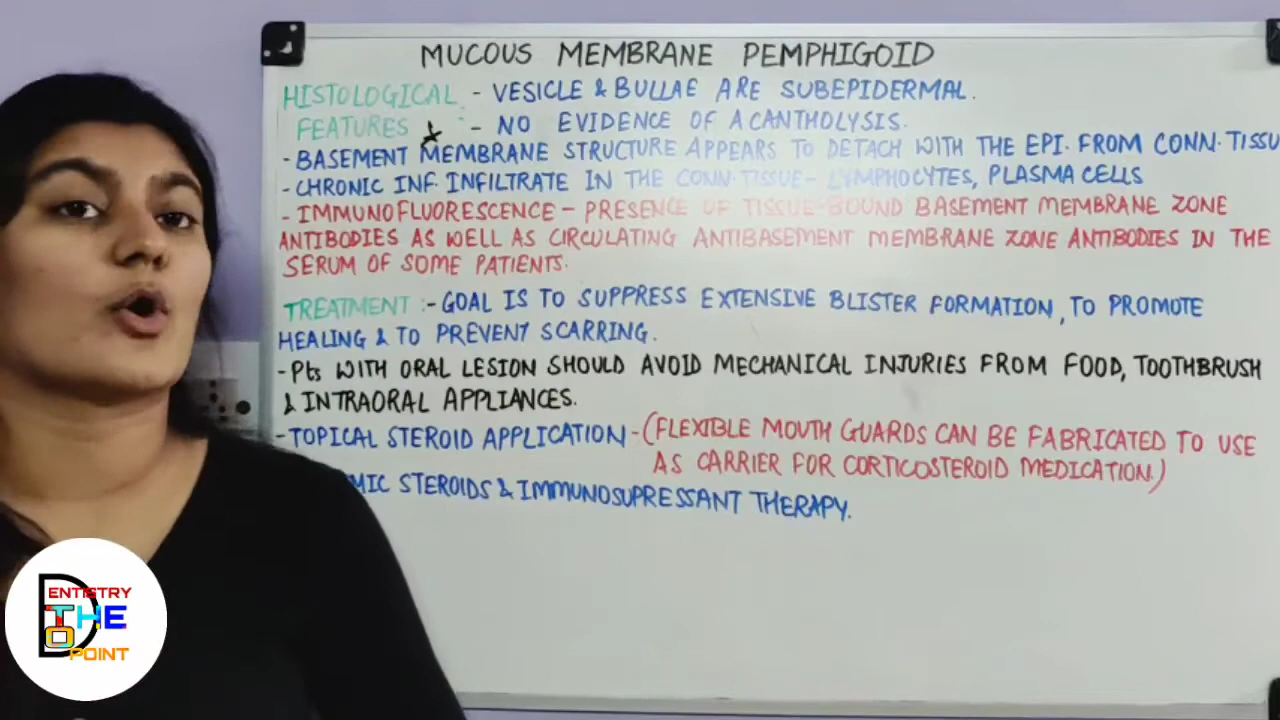 MUCOUS MEMBRANE PEMPHIGOID
HISTOLOGICAL - VESICLE & BULLAE ARE SUBEPIDERMAL.
FEATURES - NO EVIDENCE OF ACANTHOLYSIS.
- BASEMENT MEMBRANE STRUCTURE APPEARS TO DETACH WITH THE EPI. FROM CONN. TISSU
- CHRONIC INF. INFILTRATE IN THE CONN. TISSUE - LYMPHOCYTES, PLASMA CELLS
- IMMUNOFLUORESCENCE - PRESENCE OF TISSUE-BOUND BASEMENT MEMBRANE ZONE
ANTIBODIES AS WELL AS CIRCULATING ANTIBASEMENT MEMBRANE ZONE ANTIBODIES IN THE
SERUM OF SOME PATIENTS.
TREATMENT :- GOAL IS TO SUPPRESS EXTENSIVE BLISTER FORMATION, TO PROMOTE
HEALING & TO PREVENT SCARRING.
- Pts WITH ORAL LESION SHOULD AVOID MECHANICAL INJURIES FROM FOOD, TOOTHBRUSH
& INTRAORAL APPLIANCES.
- TOPICAL STEROID APPLICATION - (FLEXIBLE MOUTH GUARDS CAN BE FABRICATED TO USE
AS CARRIER FOR CORTICOSTEROID MEDICATION.)
MIC STEROIDS & IMMUNOSUPRESSANT THERAPY.
DENTISTRY
THE
TO
POINT